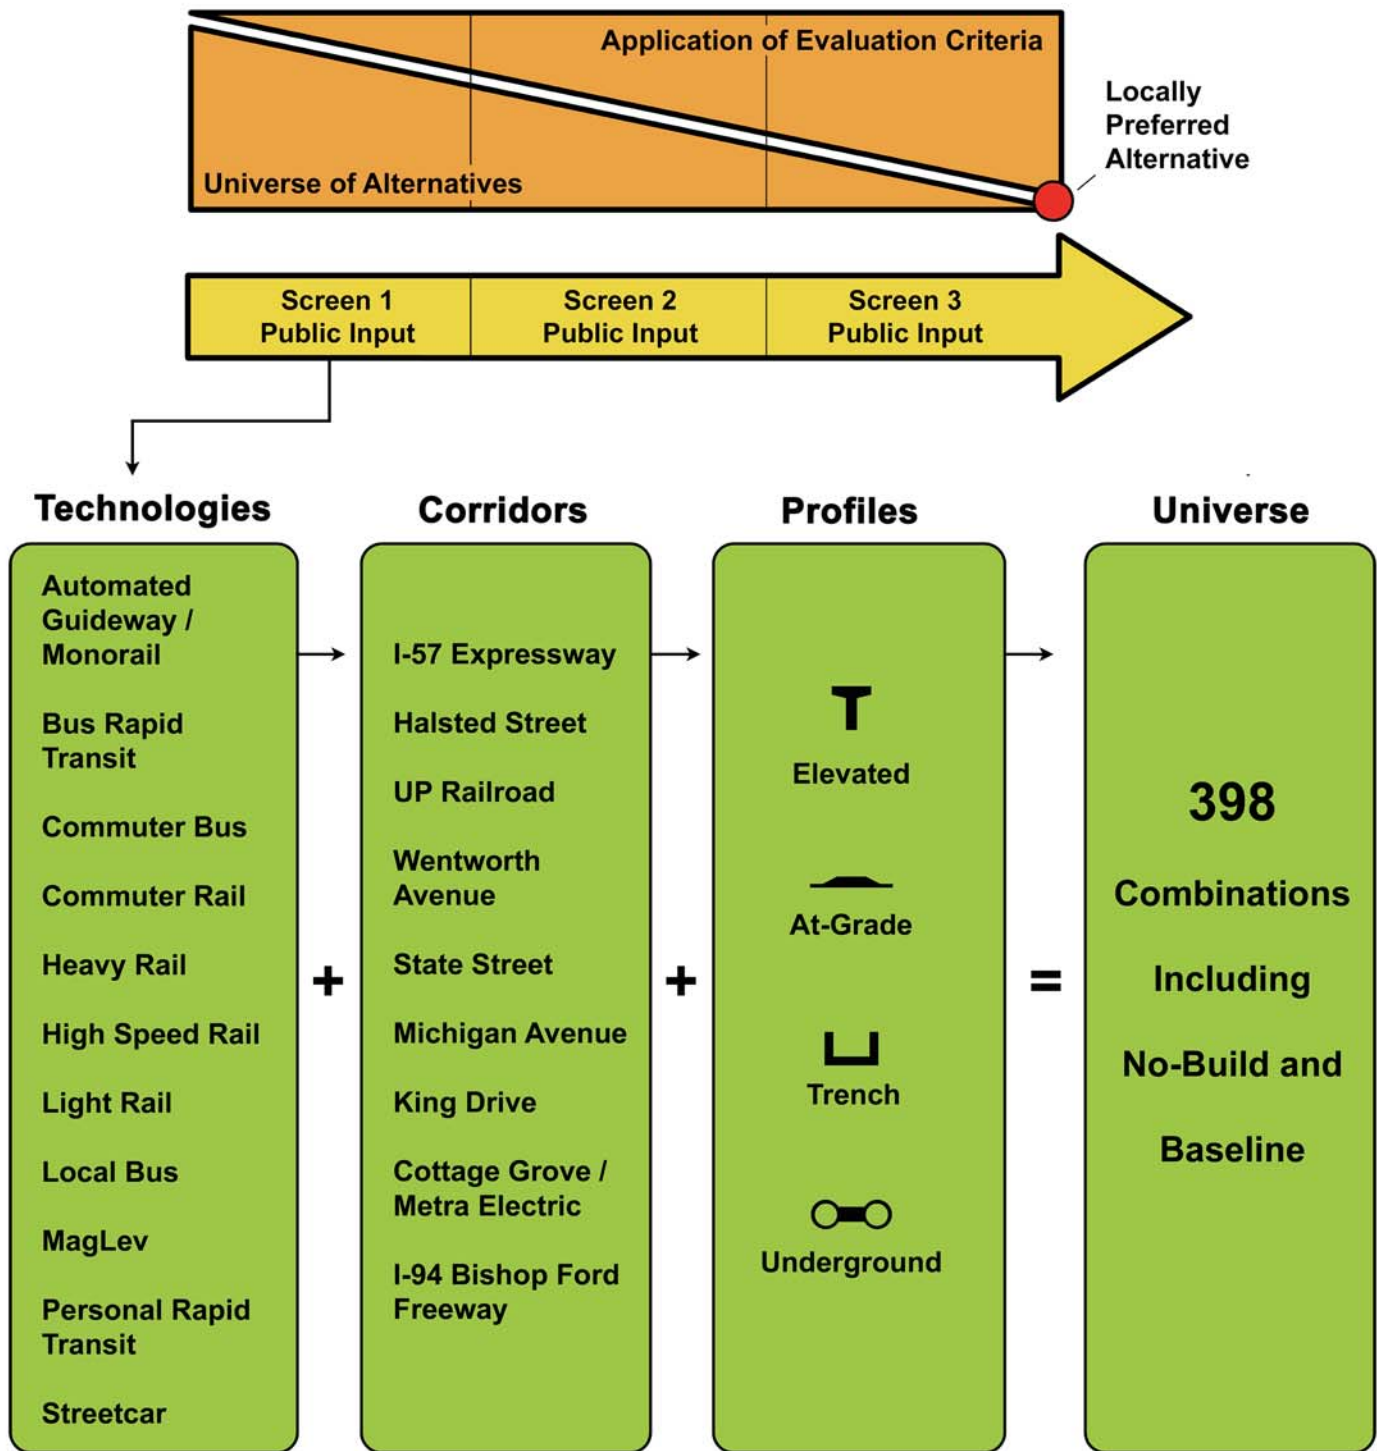 Application of Evaluation Criteria
Locally
Preferred
Alternative
Universe of Alternatives
Screen 1
Public Input
Screen 2
Public Input
Screen 3
Public Input
Technologies
Automated
Guideway /
Monorail
Bus Rapid
Transit
Commuter Bus
Commuter Rail
Heavy Rail
High Speed Rail
Light Rail
Local Bus
MagLev
Personal Rapid
Transit
Streetcar
+
Corridors
I-57 Expressway
Halsted Street
UP Railroad
Wentworth
Avenue
State Street
Michigan Avenue
King Drive
Cottage Grove /
Metra Electric
I-94 Bishop Ford
Freeway
+
Profiles
Elevated
At-Grade
Trench
Underground
=
Universe
398
Combinations
Including
No-Build and
Baseline